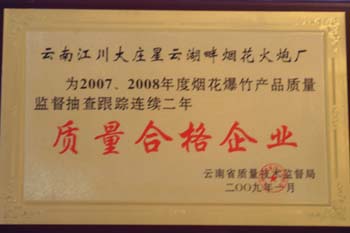 云南江川大庄星云湖畔烟花火炮厂
为2007、2008年度烟花爆竹产品质量
监督抽查跟踪连续二年
质量合格企业
云南省质量技术监督局
二〇〇九年一月